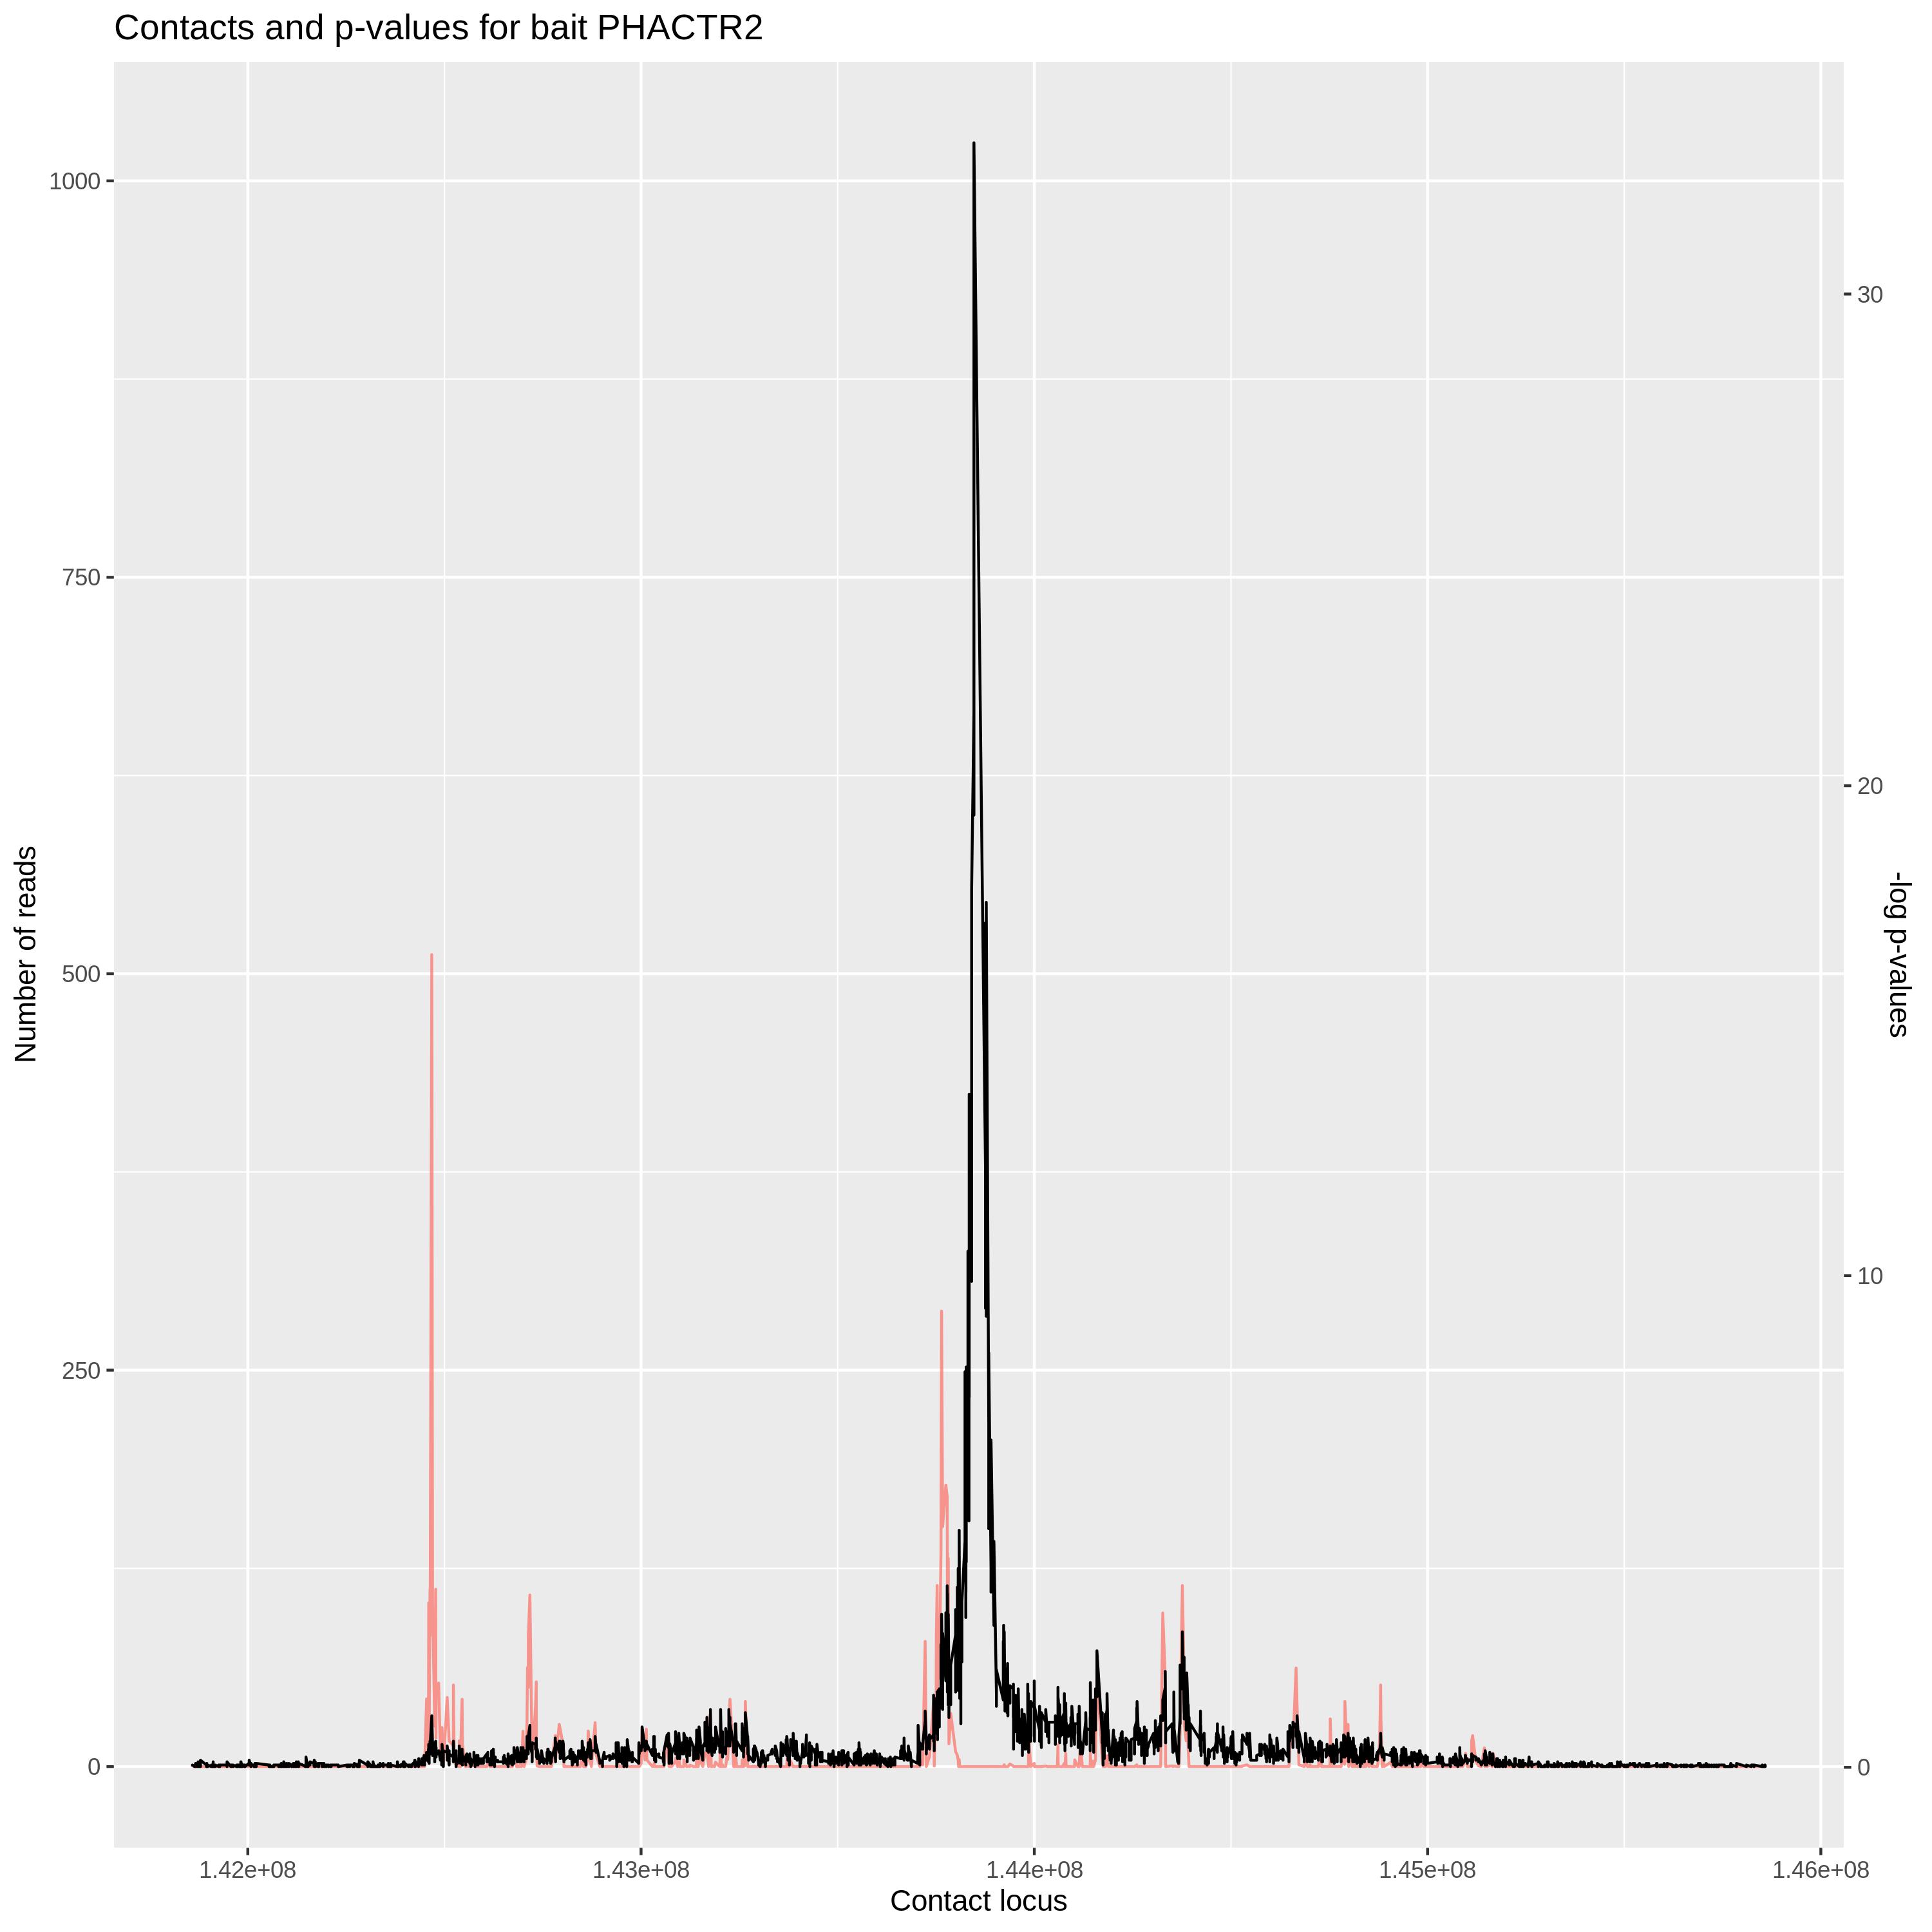 Contacts and p-values for bait PHACTR2
1000
750
500
250
0
Number of reads
30
20
10
0
-log p-values
1.42e+08
1.43e+08
1.44e+08
1.45e+08
1.46e+08
Contact locus